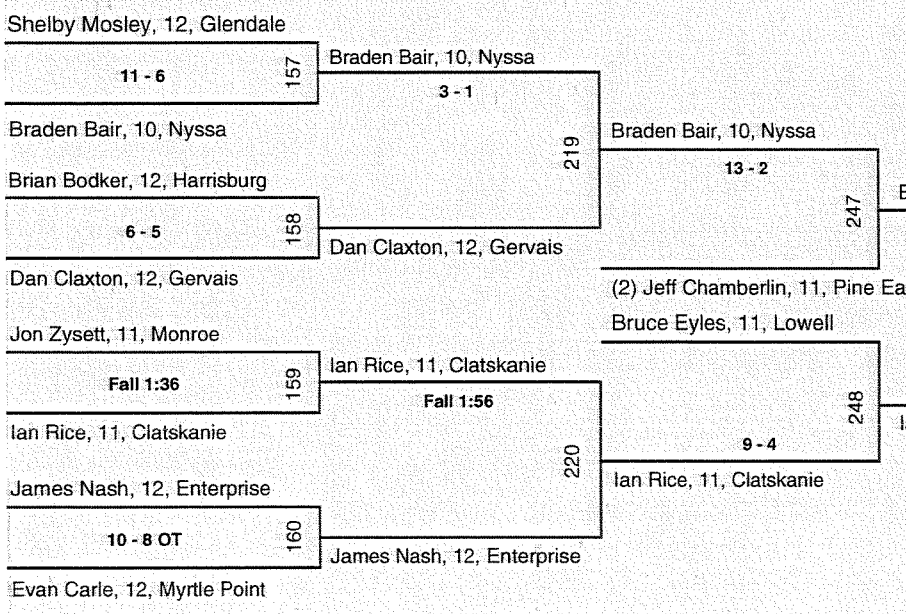 Shelby Mosley, 12, Glendale
11 - 6
157
Braden Bair, 10, Nyssa
Brian Bodker, 12, Harrisburg
6 - 5
158
Dan Claxton, 12, Gervais
Jon Zysett, 11, Monroe
Fall 1:36
159
Ian Rice, 11, Clatskanie
James Nash, 12, Enterprise
10 - 8 OT
160
Evan Carle, 12, Myrtle Point
Braden Bair, 10, Nyssa
3 - 1
219
Dan Claxton, 12, Gervais
Ian Rice, 11, Clatskanie
Fall 1:56
220
James Nash, 12, Enterprise
Braden Bair, 10, Nyssa
13 - 2
247
(2) Jeff Chamberlin, 11, Pine Ea
Bruce Eyles, 11, Lowell
248
9 - 4
Ian Rice, 11, Clatskanie